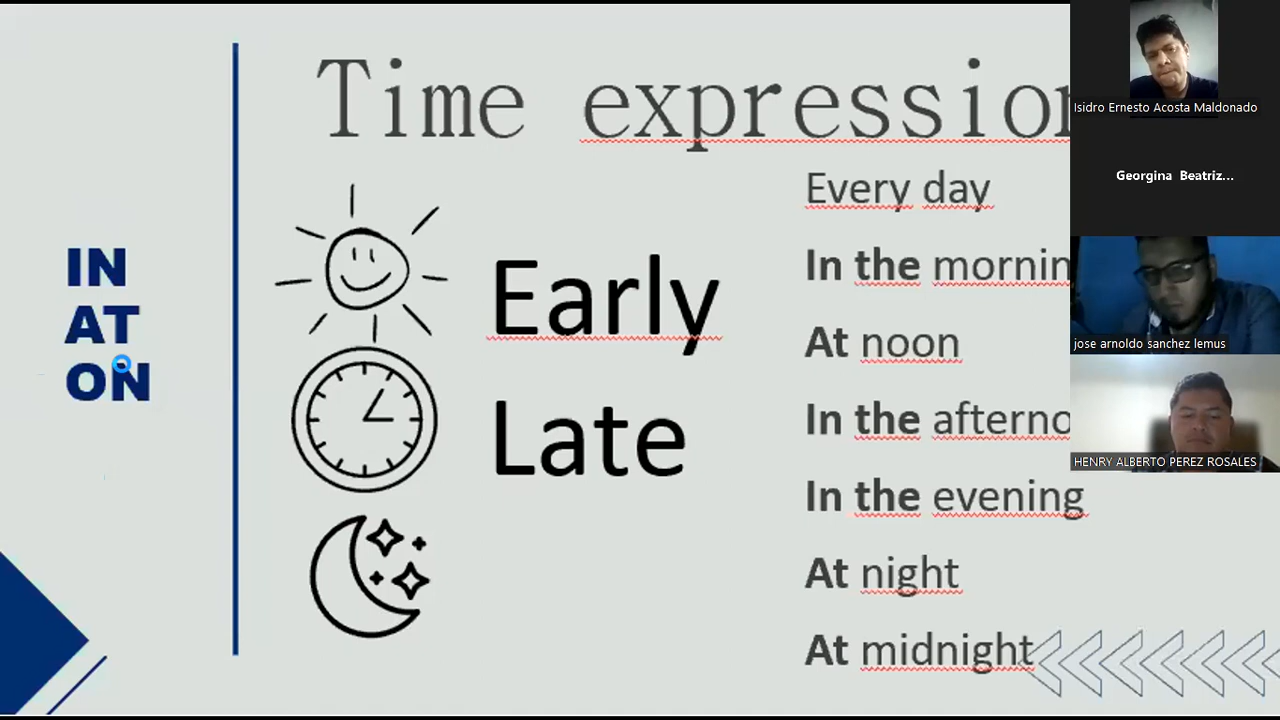 Time expression
IN
AT
ON
Early
Late
Every day
In the mornin
At noon
In the afterno
In the evening
At night
At midnight
Isidro Ernesto Acosta Maldonado
Georgina Beatriz...
jose arnoldo sanchez lemus
HENRY ALBERTO PEREZ ROSALES